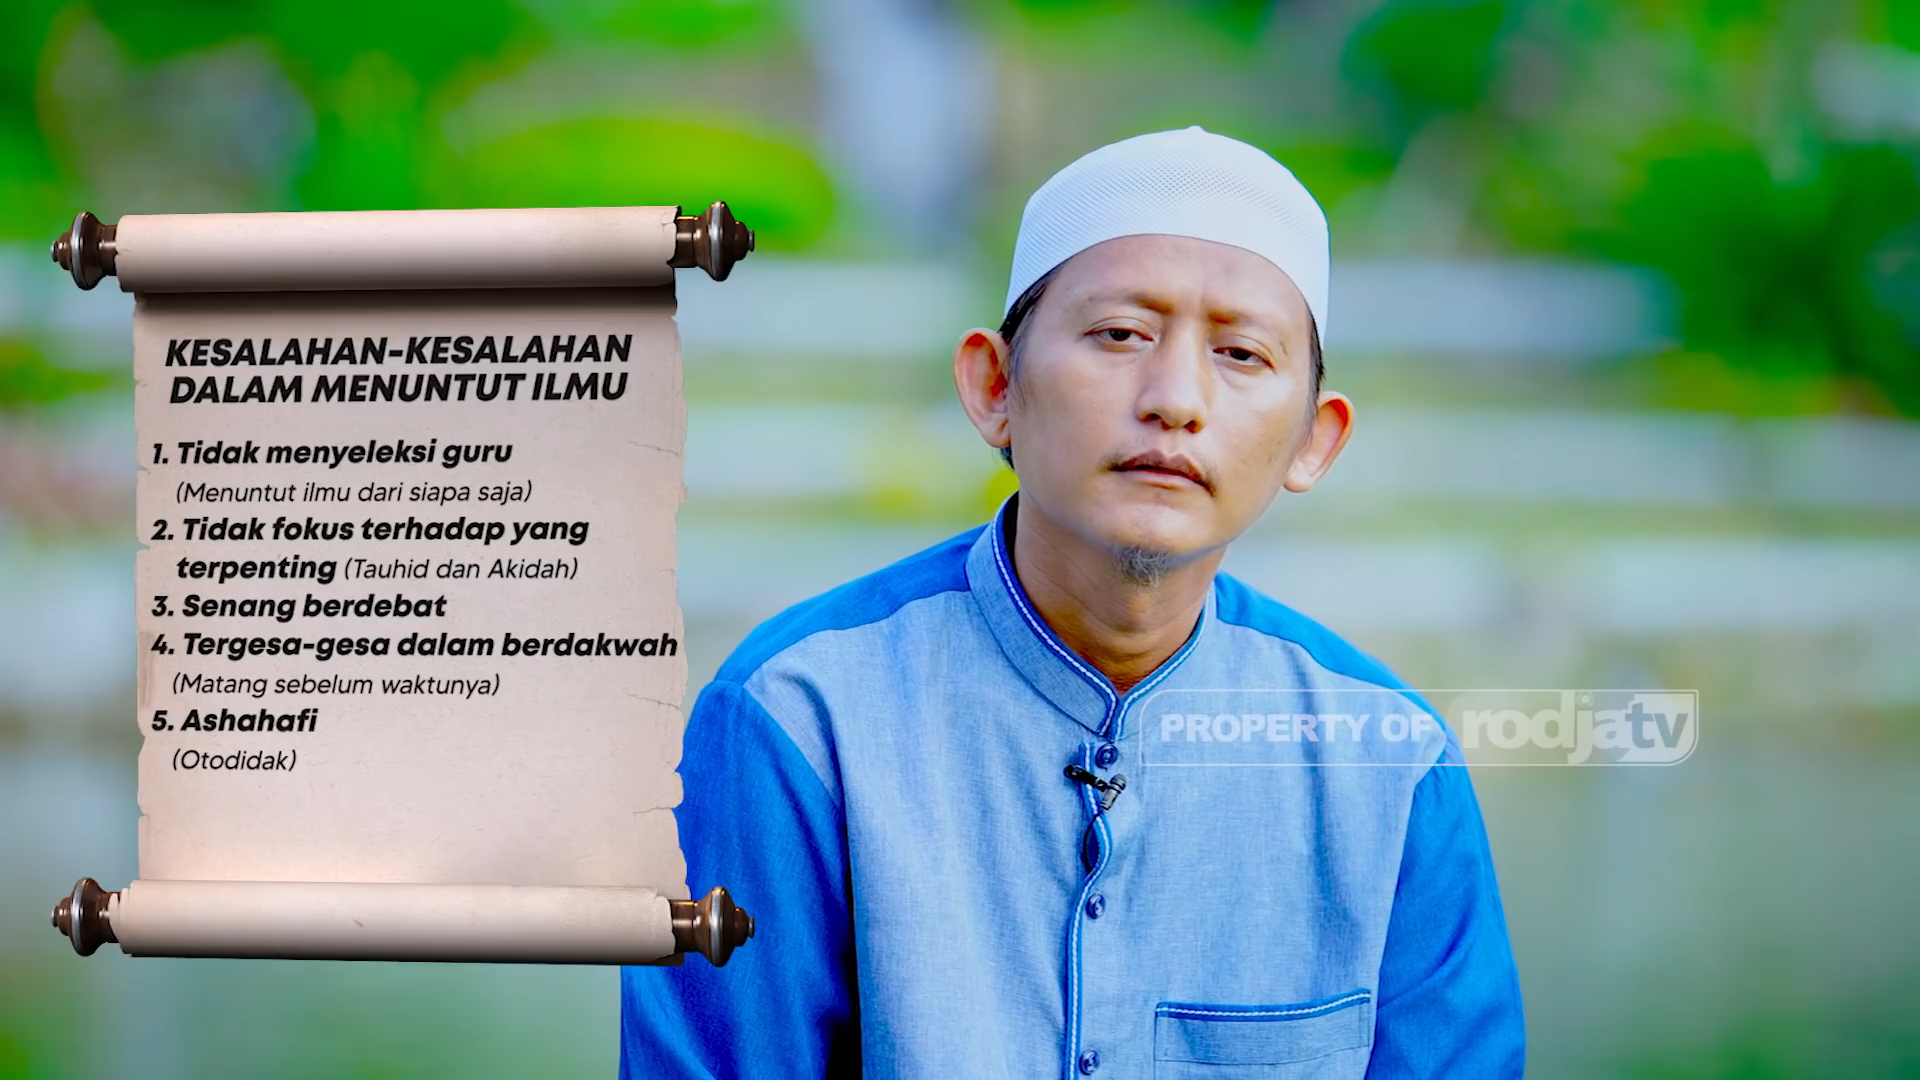 KESALAHAN-KESALAHAN
DALAM MENUNTUT ILMU
1. Tidak menyeleksi guru
(Menuntut ilmu dari siapa saja)
2. Tidak fokus terhadap yang
terpenting (Tauhid dan Akidah)
3. Senang berdebat
4. Tergesa-gesa dalam berdakwah
(Matang sebelum waktunya)
5. Ashahafi
(Otodidak)
PROPERTY OF rodjatv